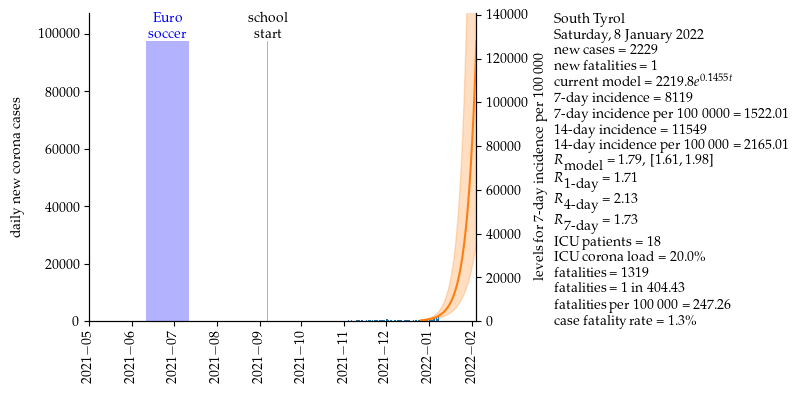 Euro
soccer
school
start
daily new corona cases
0
20000
40000
60000
80000
100000
2021−05
2021−06
2021−07
2021−08
2021−09
2021−10
2021−11
2021−12
2022−01
2022−02
0
20000
40000
60000
80000
100000
120000
140000
levels for 7-day incidence per 100 000
South Tyrol
Saturday, 8 January 2022
new cases = 2229
new fatalities = 1
current model = 2219.8e^0.1455t
7-day incidence = 8119
7-day incidence per 100 0000 = 1522.01
14-day incidence = 11549
14-day incidence per 100 000 = 2165.01
R model = 1.79, [1.61, 1.98]
R 1-day = 1.71
R 4-day = 2.13
R 7-day = 1.73
ICU patients = 18
ICU corona load = 20.0%
fatalities = 1319
fatalities = 1 in 404.43
fatalities per 100 000 = 247.26
case fatality rate = 1.3%